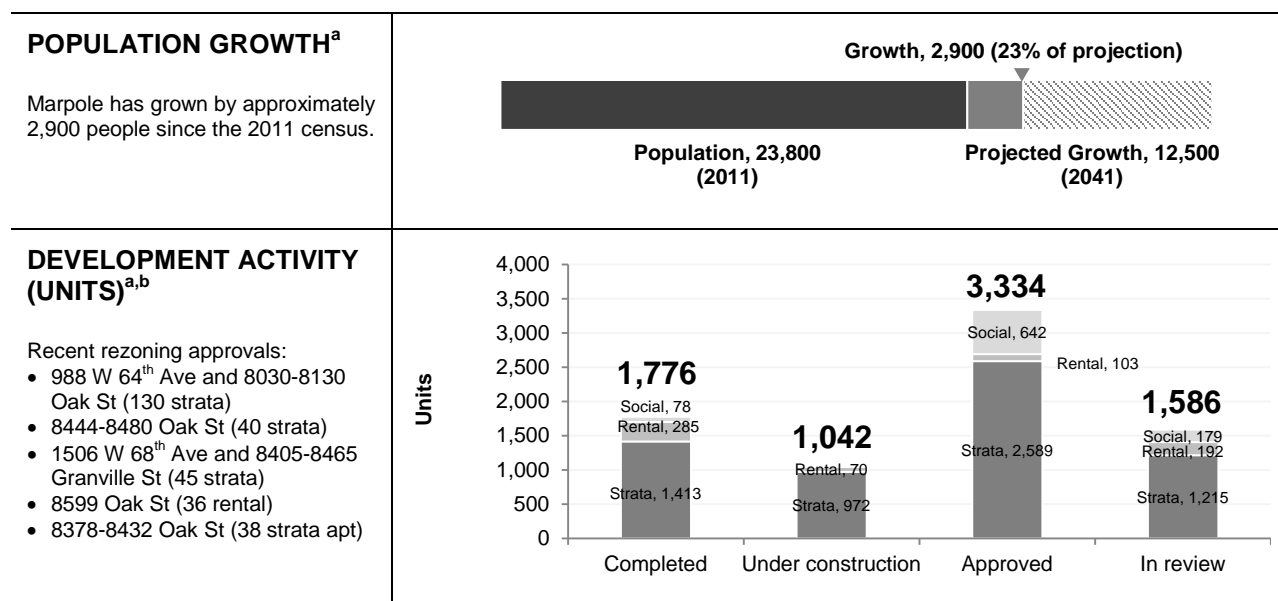 POPULATION GROWTHᵃ
Marpole has grown by approximately
2,900 people since the 2011 census.
Growth, 2,900 (23% of projection)
Population, 23,800
(2011)
Projected Growth, 12,500
(2041)
DEVELOPMENT ACTIVITY
(UNITS)ᵃ,ᵇ
Recent rezoning approvals:
• 988 W 64th Ave and 8030-8130
Oak St (130 strata)
• 8444-8480 Oak St (40 strata)
• 1506 W 68th Ave and 8405-8465
Granville St (45 strata)
• 8599 Oak St (36 rental)
• 8378-8432 Oak St (38 strata apt)
Units
4,000
3,500
3,000
2,500
2,000
1,500
1,000
500
0
1,776
Social, 78
Rental, 285
Strata, 1,413
1,042
Rental, 70
Strata, 972
3,334
Social, 642
Rental, 103
Strata, 2,589
1,586
Social, 179
Rental, 192
Strata, 1,215
Completed
Under construction
Approved
In review